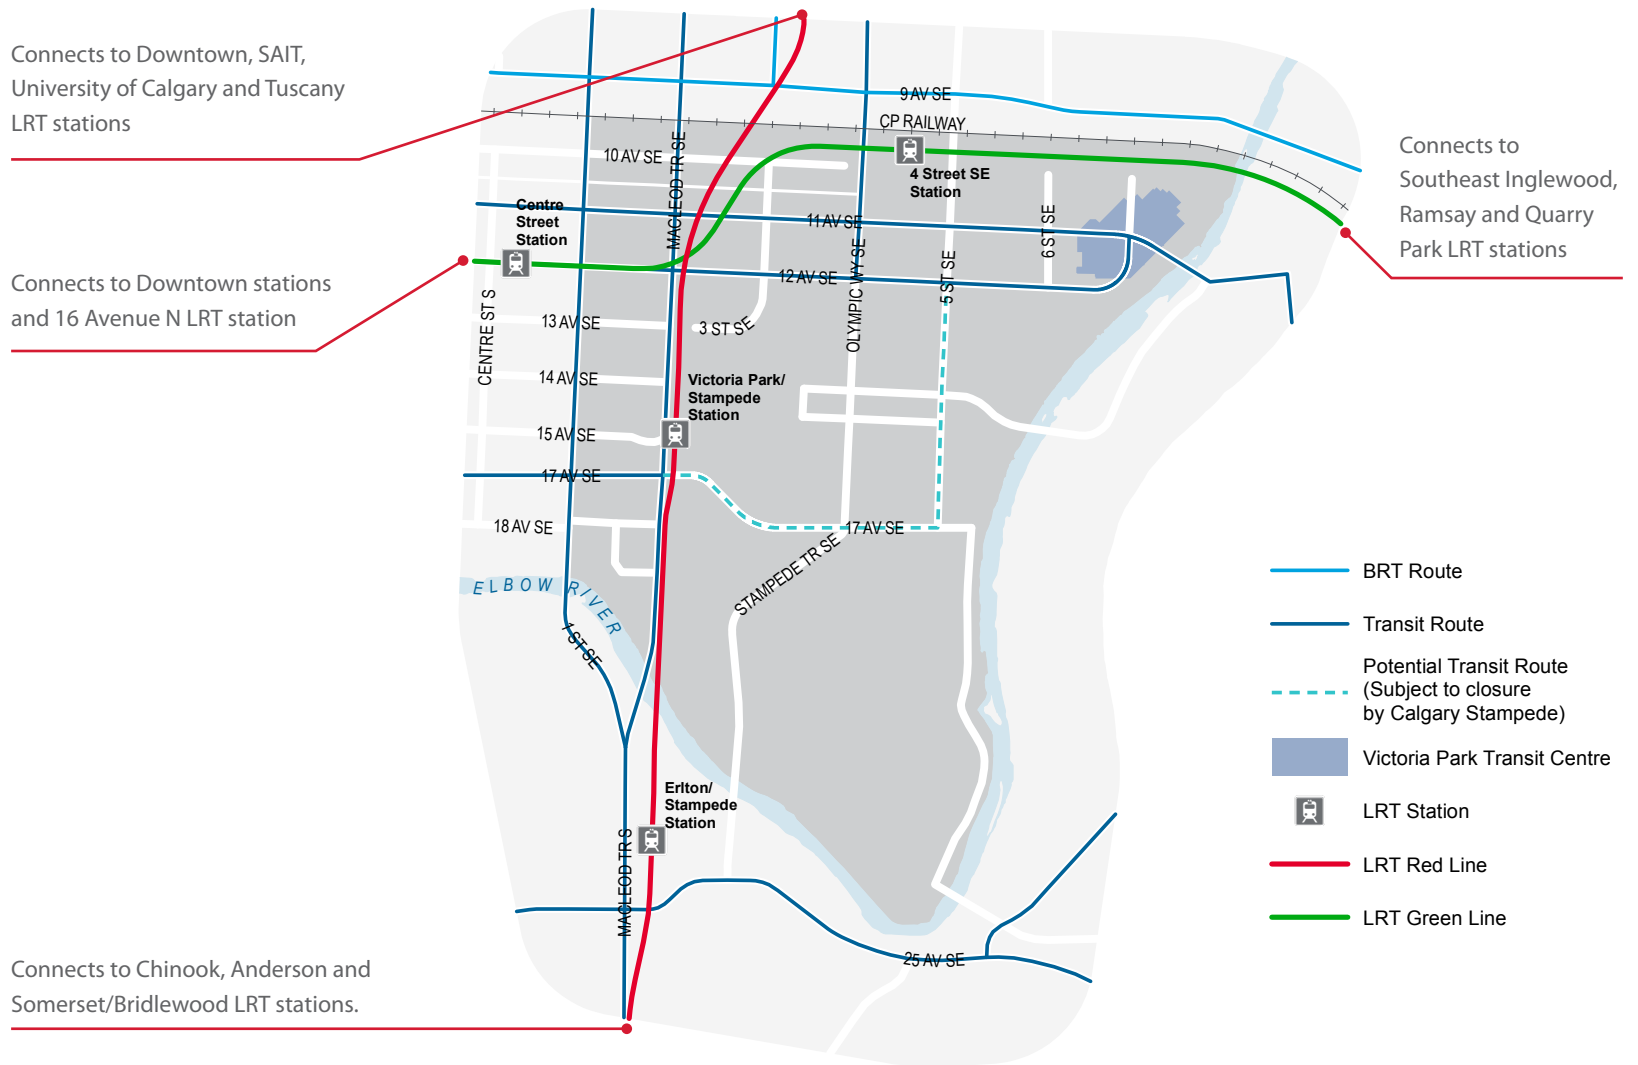 Connects to Downtown, SAIT,
University of Calgary and Tuscany
LRT stations
Connects to Downtown stations
and 16 Avenue N LRT station
Connects to Chinook, Anderson and
Somerset/Bridlewood LRT stations.
Connects to
Southeast Inglewood,
Ramsay and Quarry
Park LRT stations
9 AV SE
CP RAILWAY
10 AV SE
MACLEOD TR SE
4 Street SE
Station
Centre
Street
Station
11 AV SE
6 ST SE
12 AV SE
5 ST SE
OLYMPIC WY SE
CENTRE ST S
13 AV SE
3 ST SE
14 AV SE
Victoria Park/
Stampede
Station
15 AV SE
17 AV SE
18 AV SE
17 AV SE
STAMPEDE TR SE
ELBOW RIVER
1 ST SE
Erlton/
Stampede
Station
MACLEOD TR S
25 AV SE
BRT Route
Transit Route
Potential Transit Route
(Subject to closure
by Calgary Stampede)
Victoria Park Transit Centre
LRT Station
LRT Red Line
LRT Green Line